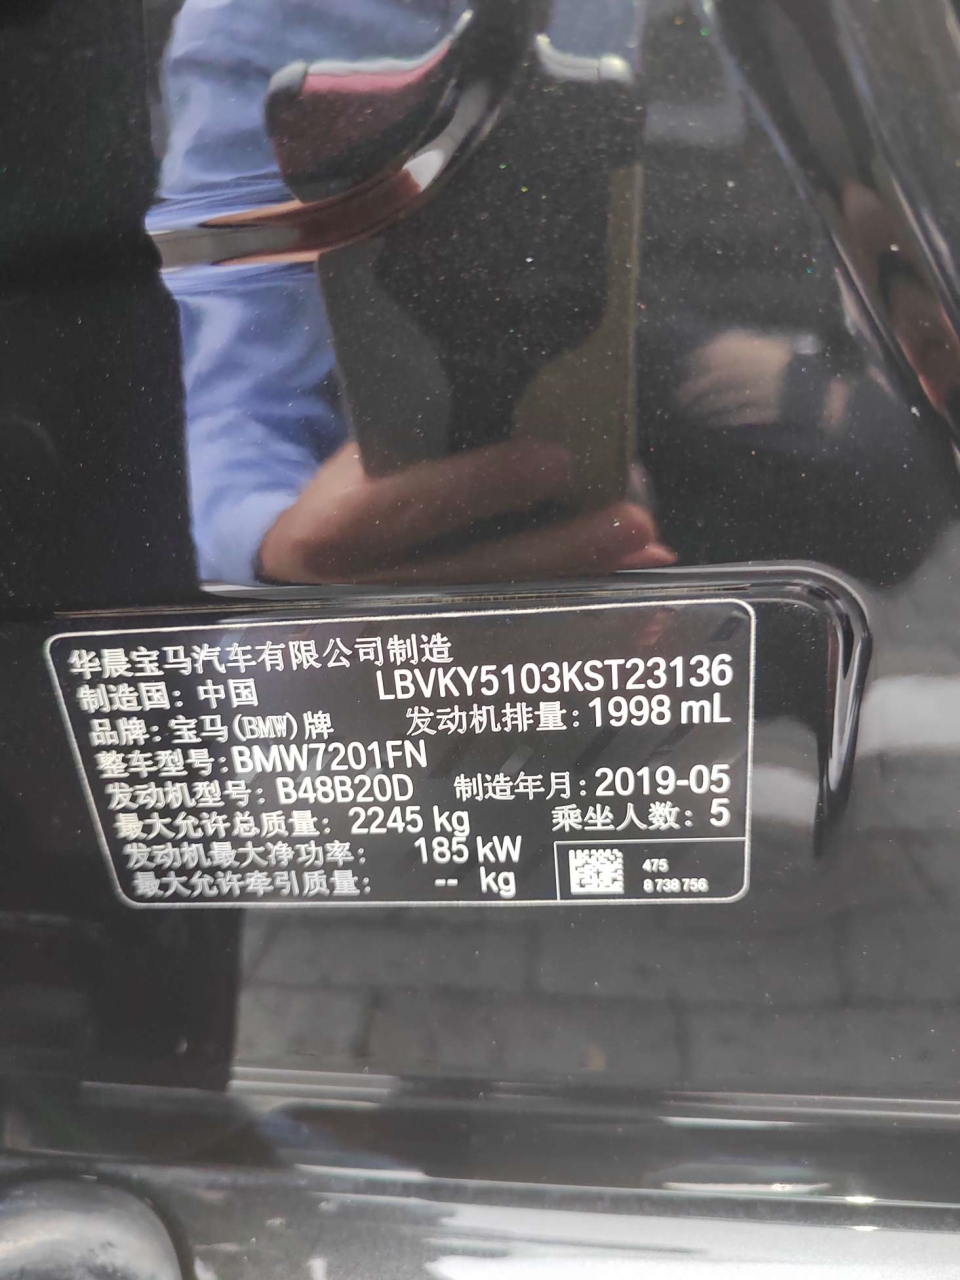 华晨宝马汽车有限公司制造
制造国：中国 LBVKY5103KST23136
品牌：宝马(BMW)牌 发动机排量：1998 mL
整车型号：BMW7201FN
发动机型号：B48B20D 制造年月：2019-05
最大允许总质量：2245 kg 乘坐人数：5
发动机最大净功率：185 kW
最大允许牵引质量：-- kg
475
8 738 756